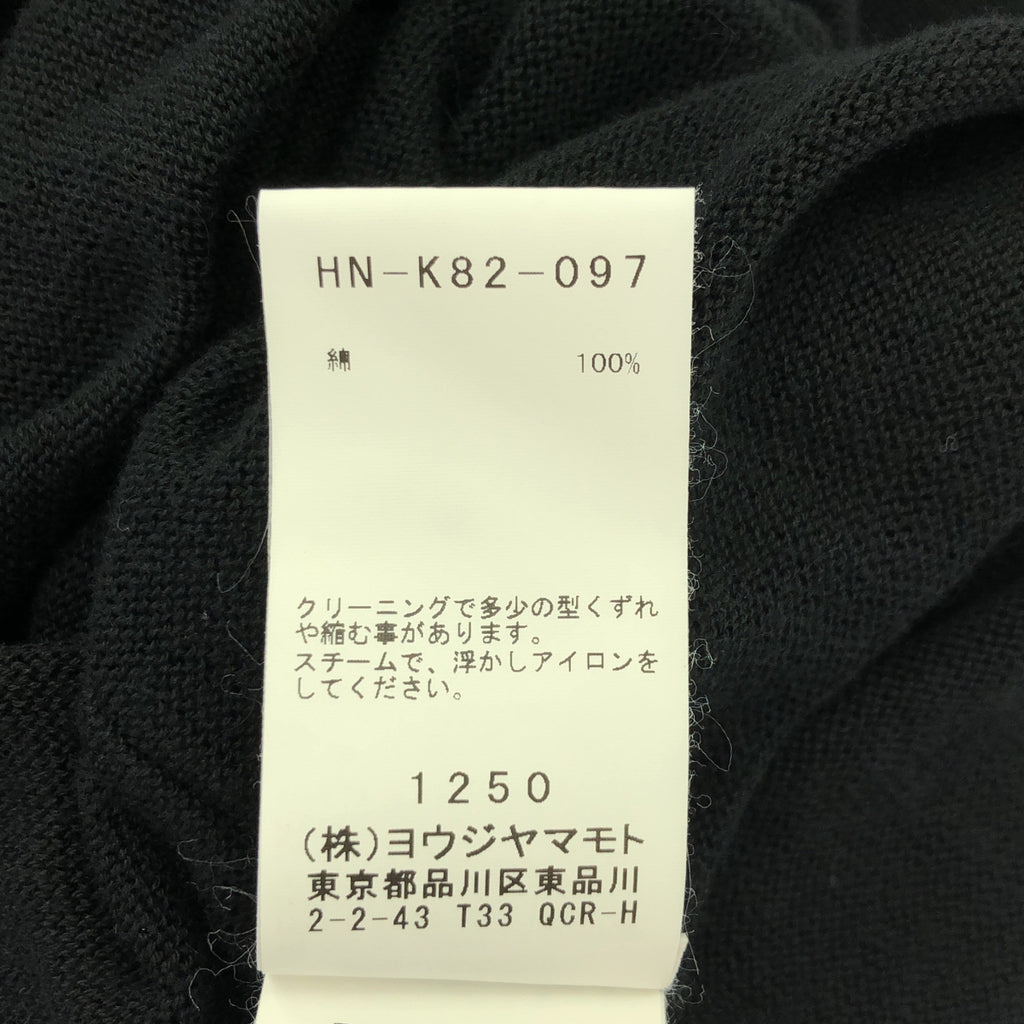 HN-K82-097
綿 100%
クリーニングで多少の型くずれ
や縮む事があります。
スチームで、浮かしアイロンを
してください。
1250
(株)ヨウジヤマモト
東京都品川区東品川
2-2-43 T33 QCR-H